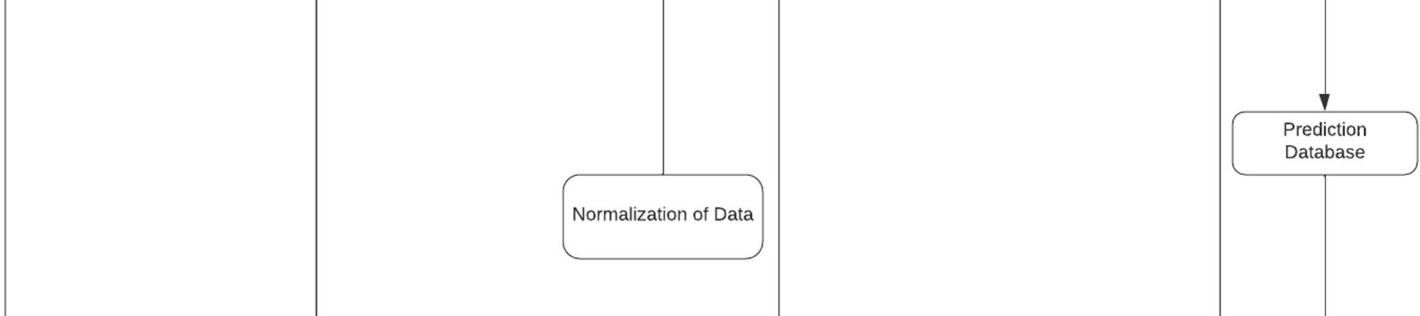 Prediction
Database
Normalization of Data